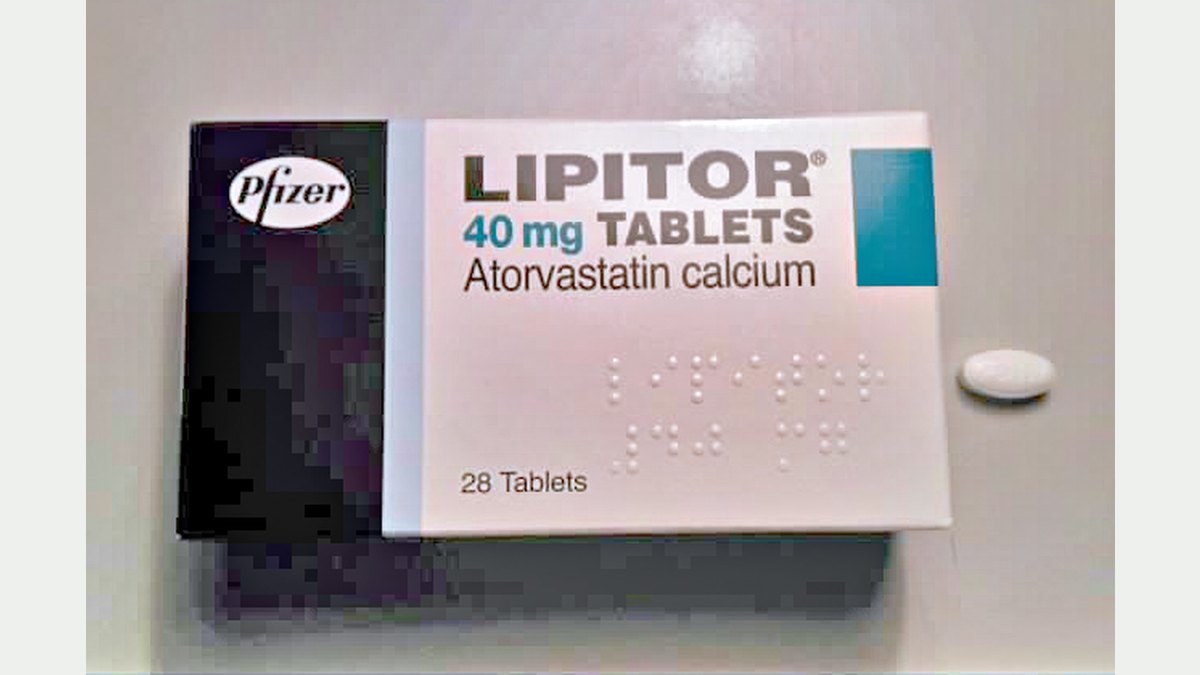 Pfizer
LIPITOR®
40 mg TABLETS
Atorvastatin calcium
28 Tablets